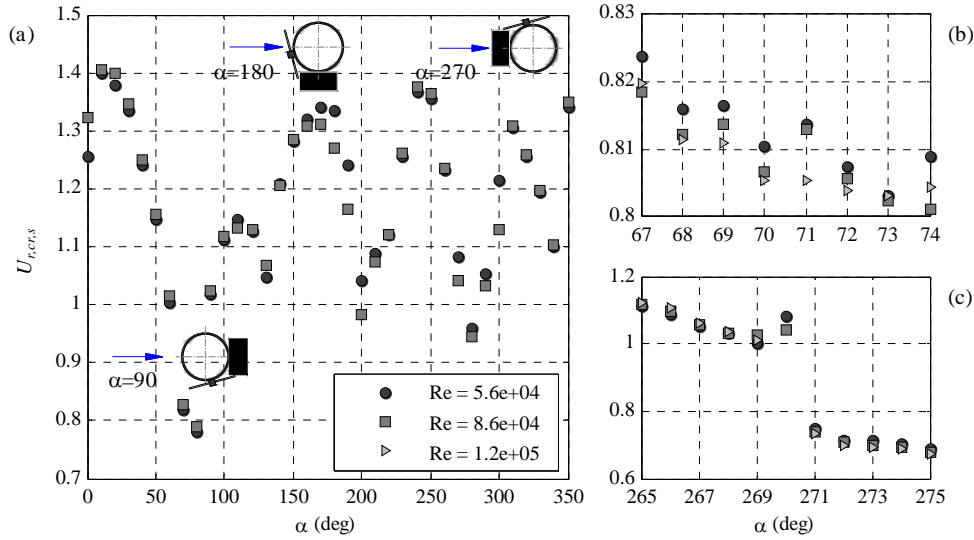 (a)
1.5
1.4
1.3
1.2
1.1
1
0.9
0.8
0.7
U_{r,cr,s}
α=180
α=270
α=90
Re = 5.6e+04
Re = 8.6e+04
Re = 1.2e+05
0 50 100 150 200 250 300 350
α (deg)
(b)
0.83
0.82
0.81
0.8
67 68 69 70 71 72 73 74
(c)
1.2
1
0.8
0.6
265 267 269 271 273 275
α (deg)